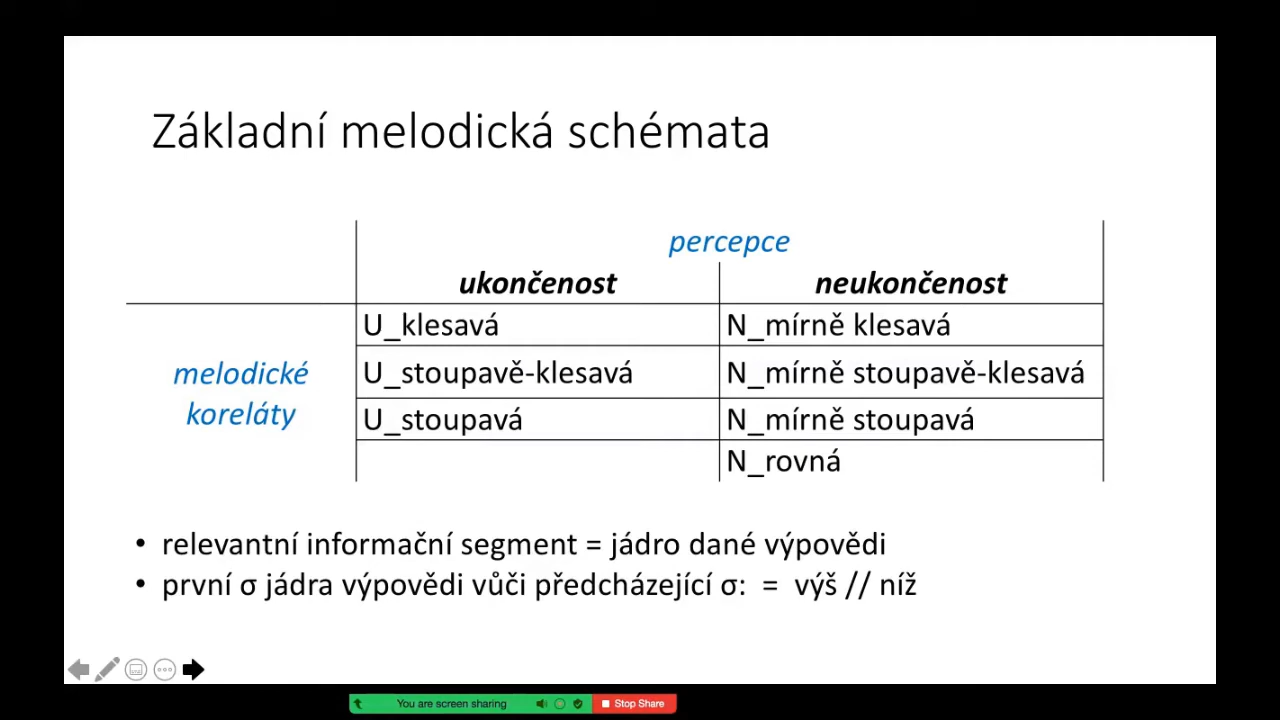 Základní melodická schémata
percepce
ukončenost neukončenost
U_klesavá N_mírně klesavá
melodické
koreláty
U_stoupavě-klesavá N_mírně stoupavě-klesavá
U_stoupavá N_mírně stoupavá
N_rovná
• relevantní informační segment = jádro dané výpovědi
• první σ jádra výpovědi vůči předcházející σ: = výš // níž
You are screen sharing Stop Share